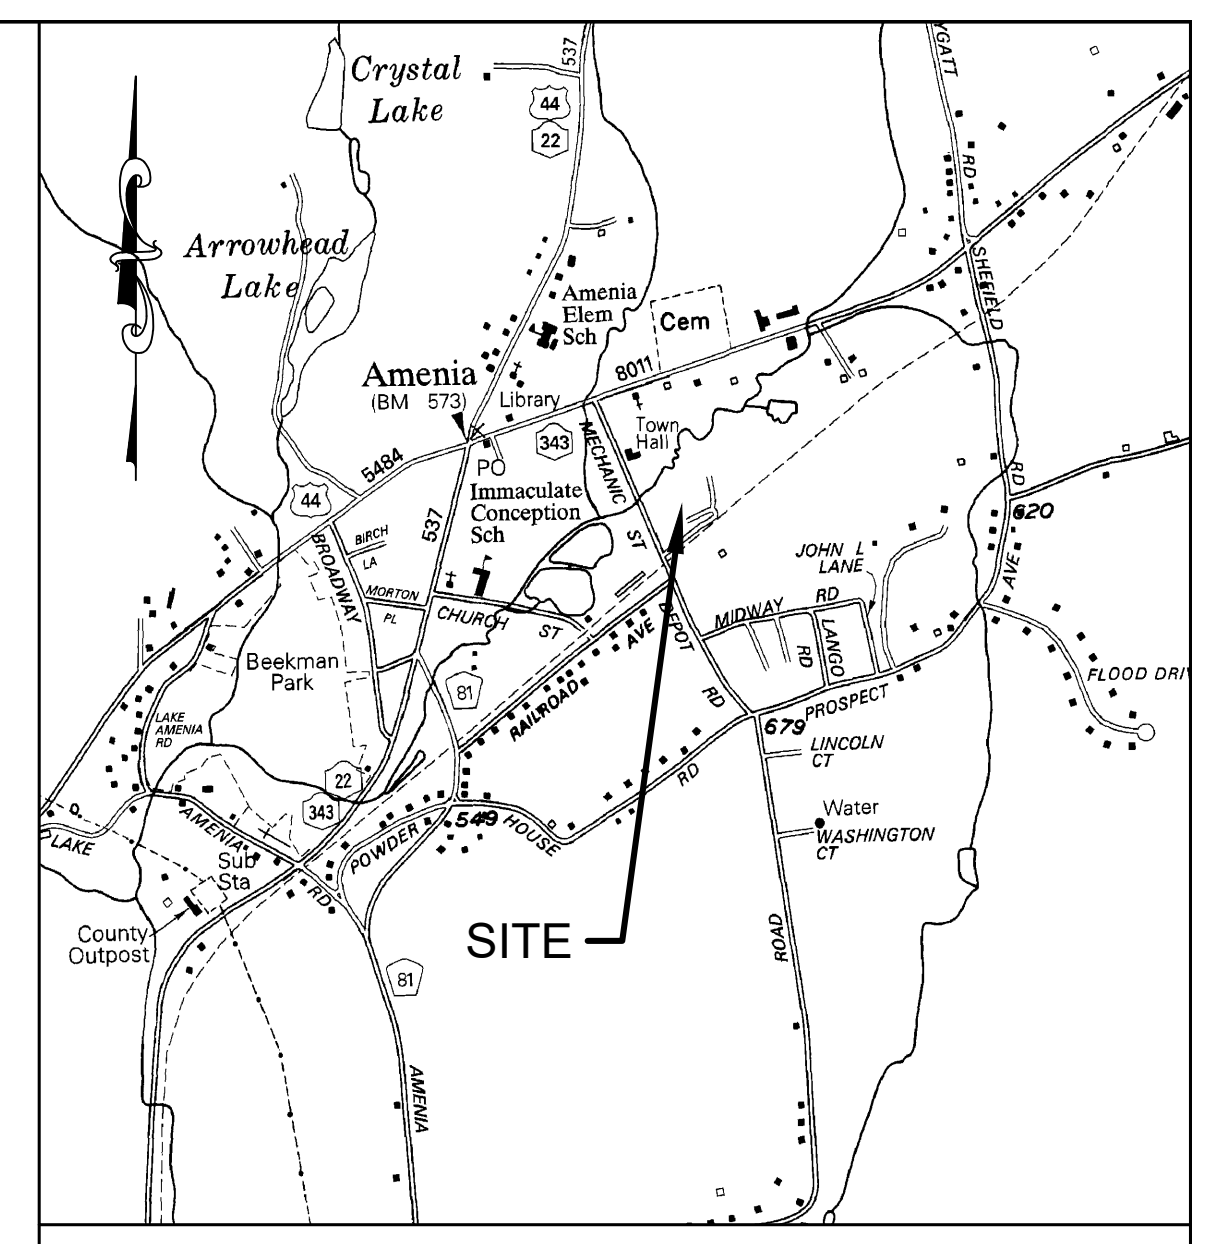 Crystal
Lake
537
44
22
YGATT
RD
Arrowhead
Lake
Amenia
Elem
Sch
Cem
SHEFIELD
8011
Amenia
(BM 573)
Library
343
MECHANIC
ST
Town
Hall
PO
5484
44
Immaculate
Conception
Sch
537
RD
620
BROADWAY
BIRCH
LA
JOHN L
LANE
AVE
MORTON
PL
CHURCH
ST
MIDWAY
RD
DEPOT
RD
LANGO
RD
AVE
RAILROAD
Beekman
Park
81
FLOOD DRI
PROSPECT
679
LAKE
AMENIA
RD
LINCOLN
CT
22
343
RD
Water
WASHINGTON
CT
549
HOUSE
POWDER
AMENIA
RD
LAKE
Sub
Sta
County
Outpost
SITE
ROAD
81
AMENIA